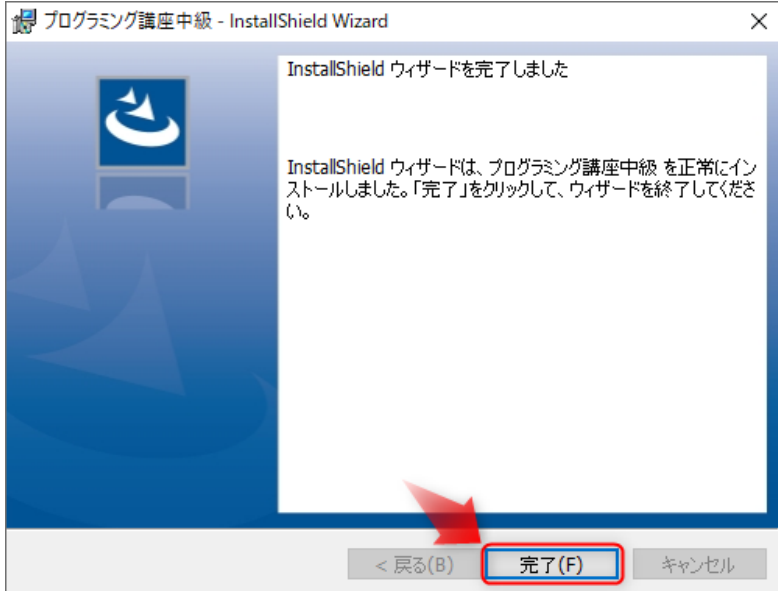 プログラミング講座中級 - InstallShield Wizard
InstallShield ウィザードを完了しました
InstallShield ウィザードは、プログラミング講座中級 を正常にイン
ストールしました。「完了」をクリックして、ウィザードを終了してくださ
い。
< 戻る(B)
完了(F)
キャンセル